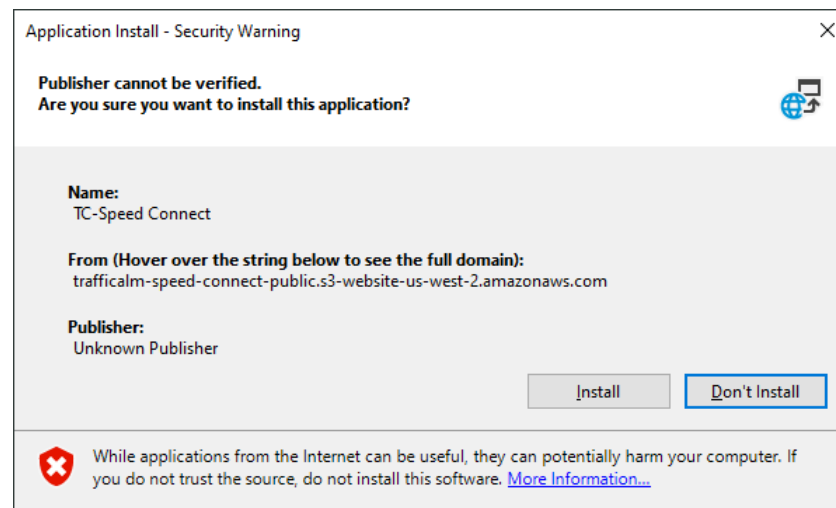 Application Install - Security Warning
Publisher cannot be verified.
Are you sure you want to install this application?
Name:
TC-Speed Connect
From (Hover over the string below to see the full domain):
trafficalm-speed-connect-public.s3-website-us-west-2.amazonaws.com
Publisher:
Unknown Publisher
Install
Don't Install
While applications from the Internet can be useful, they can potentially harm your computer. If
you do not trust the source, do not install this software. More Information...